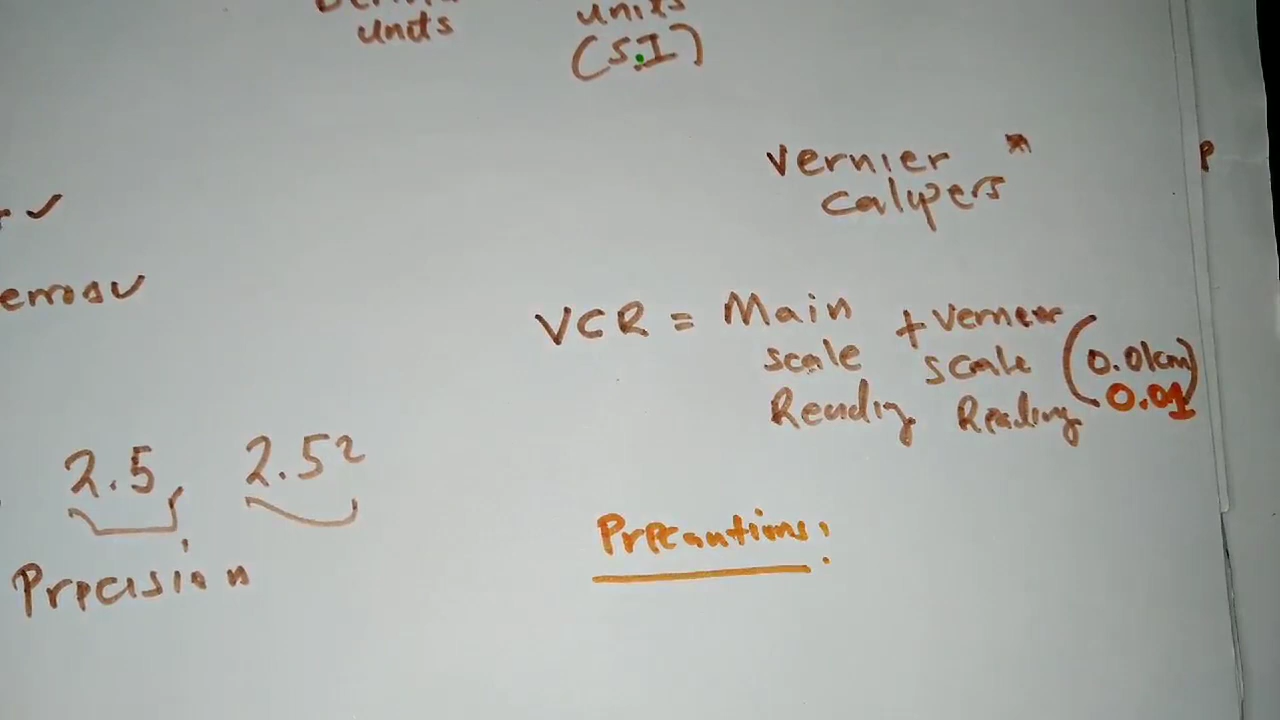 units
units
(S.I)
vernier
calipers
VCR = Main + vernier
scale scale (0.01cm)
Reading Reading 0.01
2.5, 2.52
Precision
Precautions: